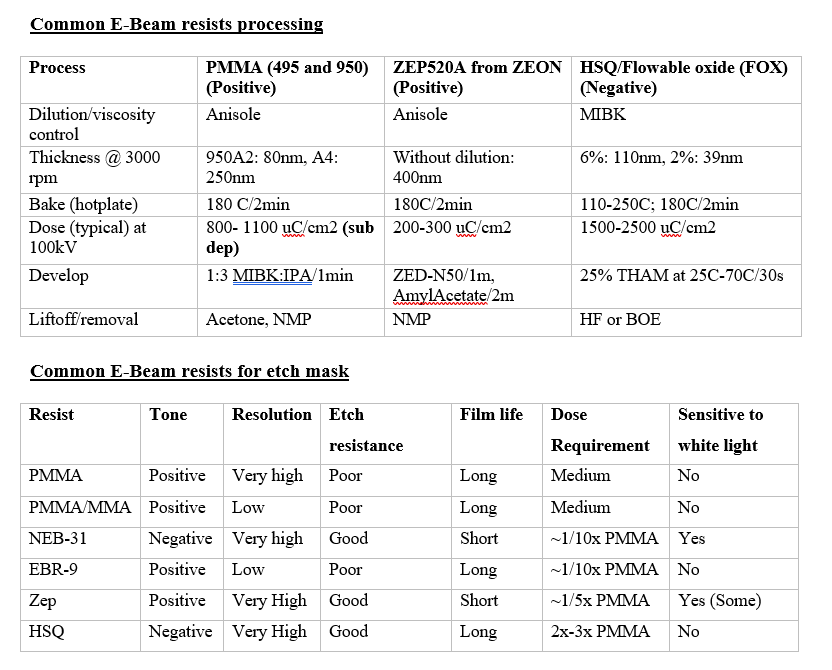 Common E-Beam resists processing
Process PMMA (495 and 950) ZEP520A from ZEON HSQ/Flowable oxide (FOX)
(Positive) (Positive) (Negative)
Dilution/viscosity Anisole Anisole MIBK
control
Thickness @ 3000 950A2: 80nm, A4: Without dilution: 6%: 110nm, 2%: 39nm
rpm 250nm 400nm
Bake (hotplate) 180 C/2min 180C/2min 110-250C; 180C/2min
Dose (typical) at 800- 1100 uC/cm2 (sub 200-300 uC/cm2 1500-2500 uC/cm2
100kV dep)
Develop 1:3 MIBK:IPA/1min ZED-N50/1m, 25% THAM at 25C-70C/30s
AmylAcetate/2m
Liftoff/removal Acetone, NMP NMP HF or BOE
Common E-Beam resists for etch mask
Resist Tone Resolution Etch Film life Dose Sensitive to
resistance Requirement white light
PMMA Positive Very high Poor Long Medium No
PMMA/MMA Positive Low Poor Long Medium No
NEB-31 Negative Very high Good Short ~1/10x PMMA Yes
EBR-9 Positive Low Poor Long ~1/10x PMMA No
Zep Positive Very High Good Short ~1/5x PMMA Yes (Some)
HSQ Negative Very High Good Long 2x-3x PMMA No